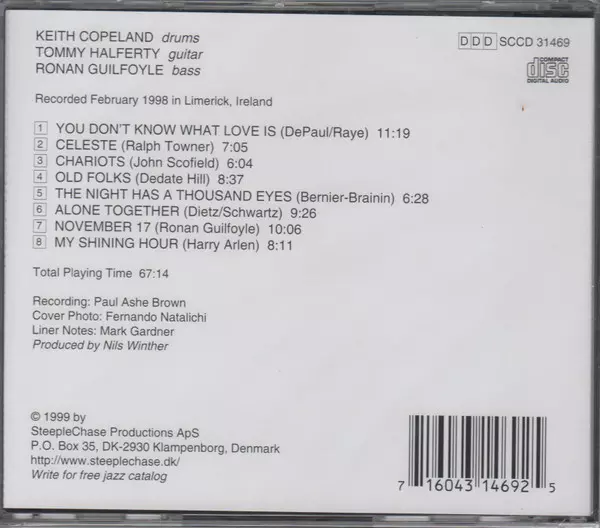 KEITH COPELAND drums
TOMMY HALFERTY guitar
RONAN GUILFOYLE bass
DDD SCCD 31469
COMPACT
disc
DIGITAL AUDIO
Recorded February 1998 in Limerick, Ireland
1 YOU DON'T KNOW WHAT LOVE IS (DePaul/Raye) 11:19
2 CELESTE (Ralph Towner) 7:05
3 CHARIOTS (John Scofield) 6:04
4 OLD FOLKS (Dedate Hill) 8:37
5 THE NIGHT HAS A THOUSAND EYES (Bernier-Brainin) 6:28
6 ALONE TOGETHER (Dietz/Schwartz) 9:26
7 NOVEMBER 17 (Ronan Guilfoyle) 10:06
8 MY SHINING HOUR (Harry Arlen) 8:11
Total Playing Time 67:14
Recording: Paul Ashe Brown
Cover Photo: Fernando Natalichi
Liner Notes: Mark Gardner
Produced by Nils Winther
© 1999 by
SteepleChase Productions ApS
P.O. Box 35, DK-2930 Klampenborg, Denmark
http://www.steeplechase.dk/
Write for free jazz catalog
7 16043 14692 5